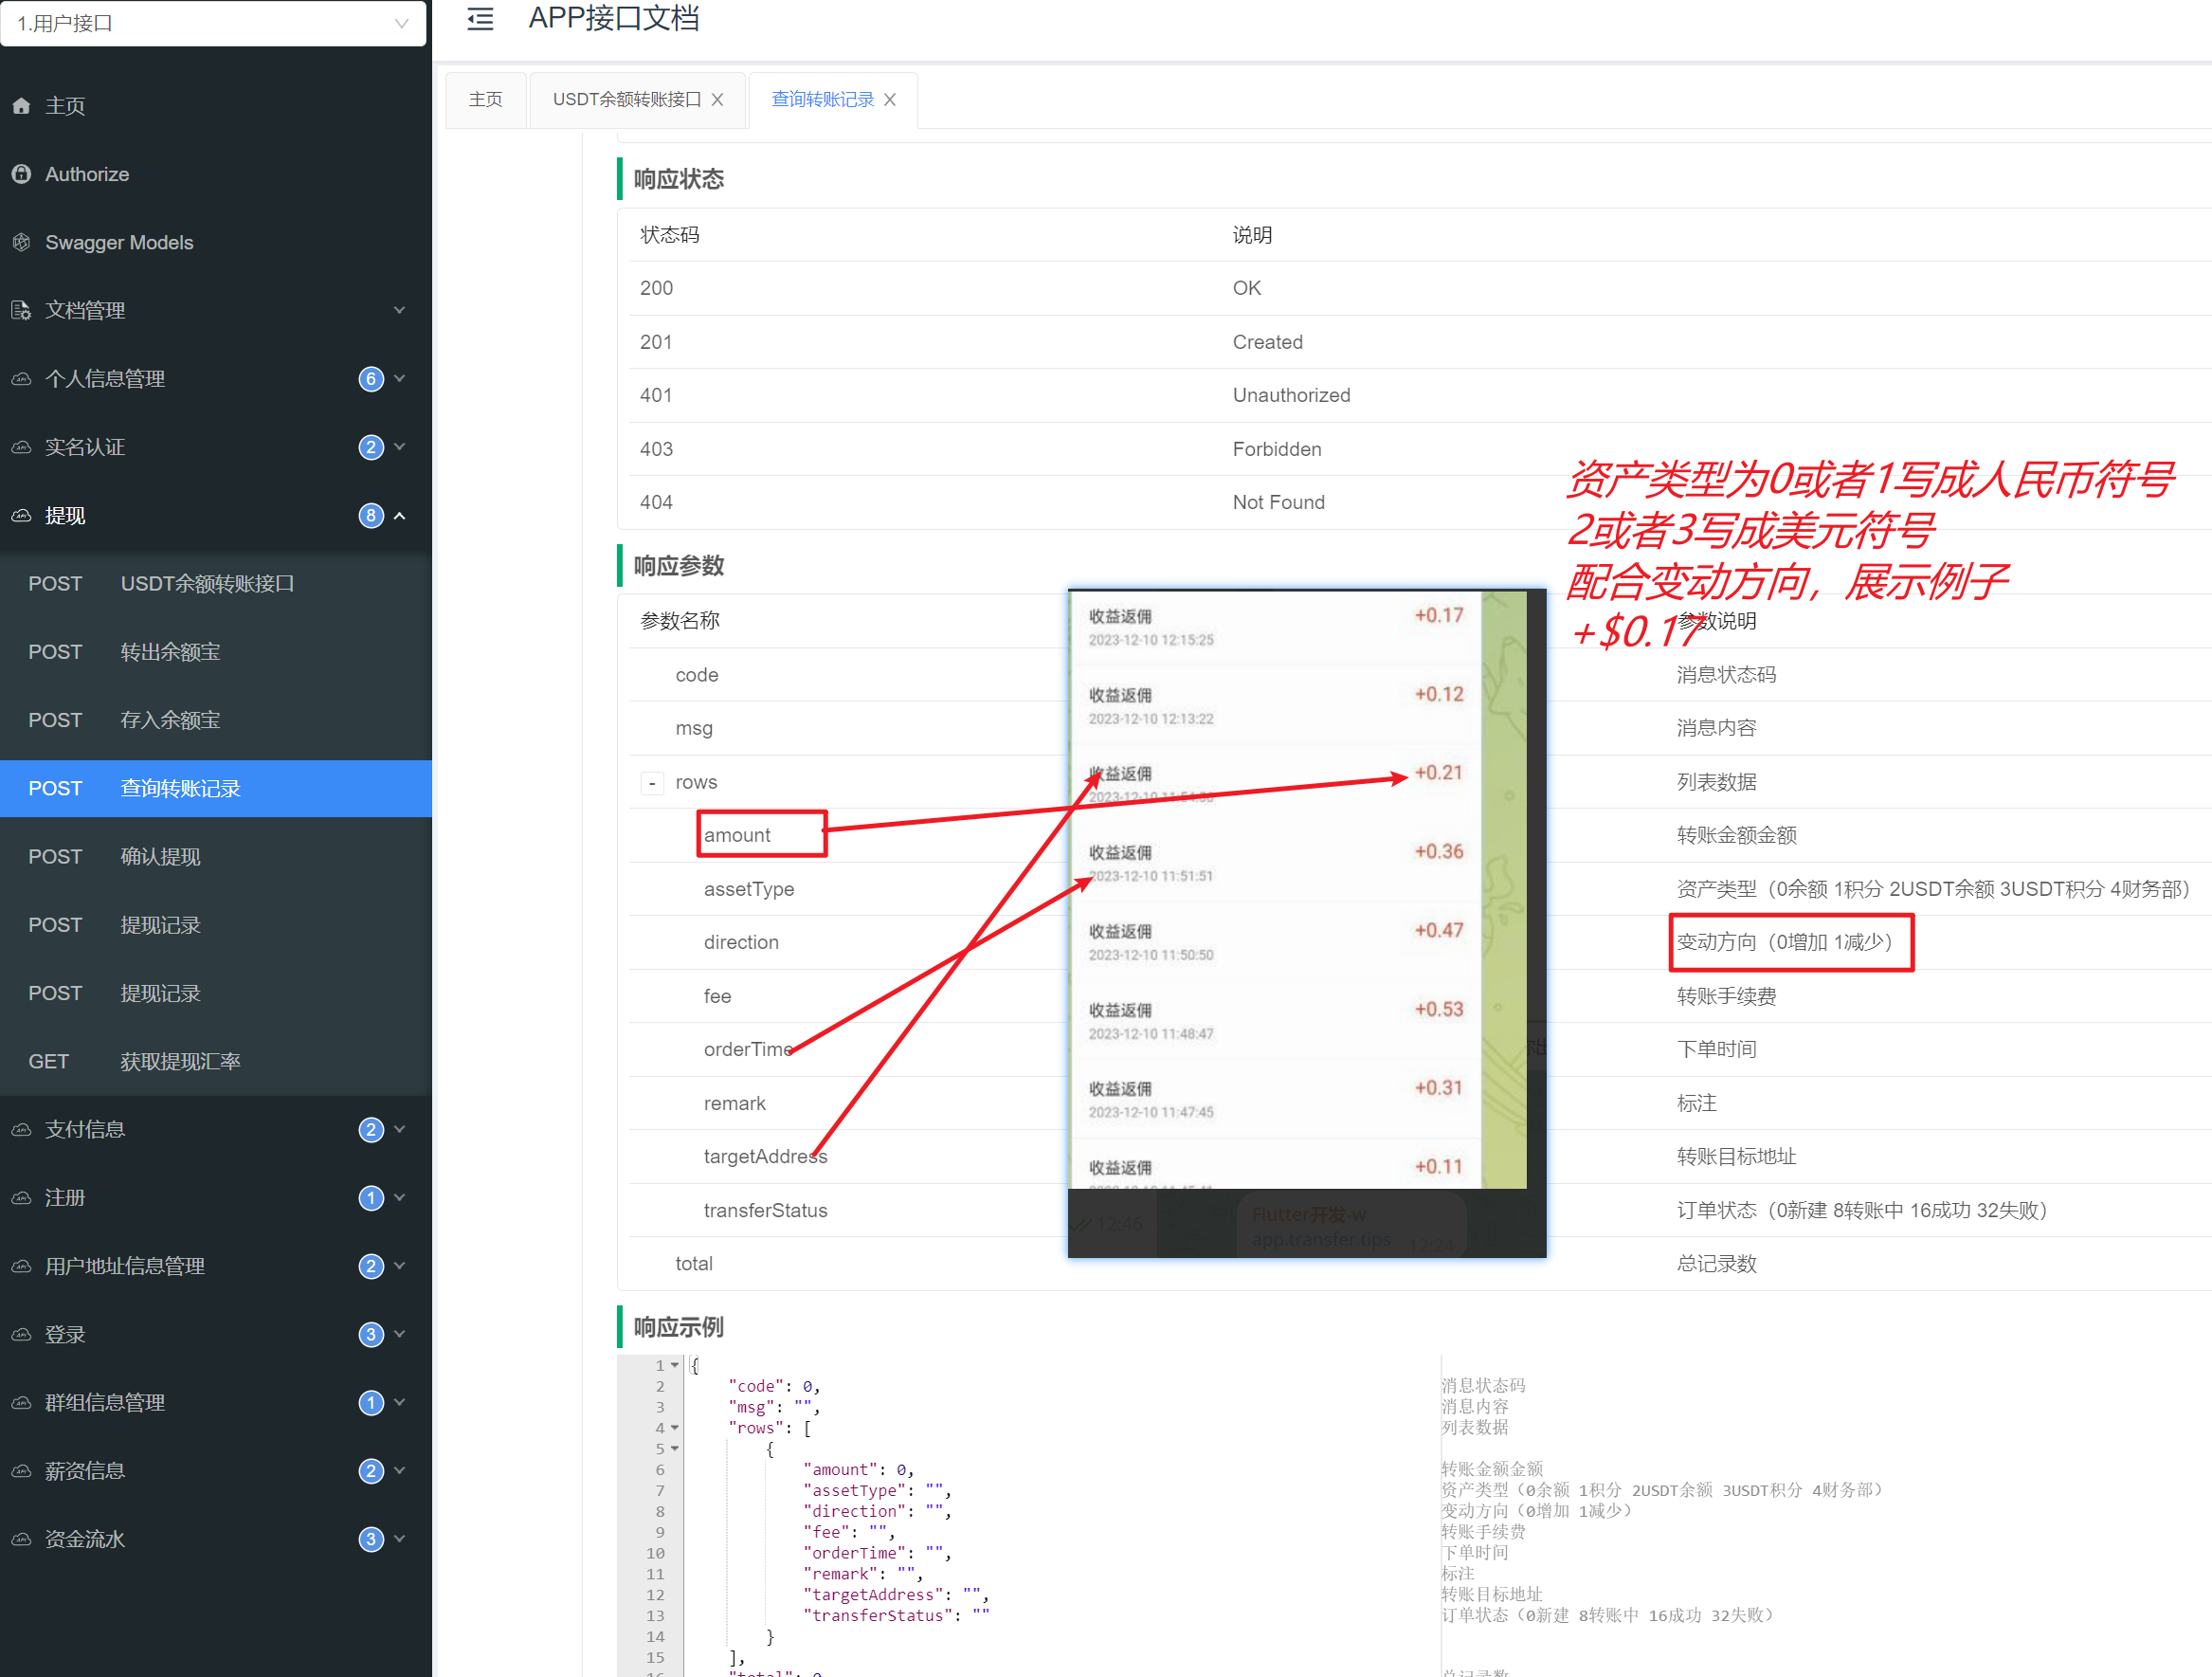 1.用户接口
主页
Authorize
Swagger Models
文档管理
个人信息管理 6
实名认证 2
提现 8
POST USDT余额转账接口
POST 转出余额宝
POST 存入余额宝
POST 查询转账记录
POST 确认提现
POST 提现记录
POST 提现记录
GET 获取提现汇率
支付信息 2
注册 1
用户地址信息管理 2
登录 3
群组信息管理 1
薪资信息 2
资金流水 3
APP接口文档
主页 USDT余额转账接口 查询转账记录
响应状态
状态码 说明
200 OK
201 Created
401 Unauthorized
403 Forbidden
404 Not Found
资产类型为0或者1写成人民币符号
2或者3写成美元符号
配合变动方向，展示例子
+$0.17
响应参数
参数名称 参数说明
code 消息状态码
msg 消息内容
- rows 列表数据
amount 转账金额金额
assetType 资产类型（0余额 1积分 2USDT余额 3USDT积分 4财务部）
direction 变动方向（0增加 1减少）
fee 转账手续费
orderTime 下单时间
remark 标注
targetAddress 转账目标地址
transferStatus 订单状态（0新建 8转账中 16成功 32失败）
total 总记录数
收益返佣 +0.17
2023-12-10 12:15:25
收益返佣 +0.12
2023-12-10 12:13:22
收益返佣 +0.21
2023-12-10
收益返佣 +0.36
2023-12-10 11:51:51
收益返佣 +0.47
2023-12-10 11:50:50
收益返佣 +0.53
2023-12-10 11:48:47
收益返佣 +0.31
2023-12-10 11:47:45
收益返佣 +0.11
12:46
Flutter开发-w
app.transfer.tips 12:24
响应示例
1 {
2 "code": 0, 消息状态码
3 "msg": "", 消息内容
4 "rows": [ 列表数据
5 {
6 "amount": 0, 转账金额金额
7 "assetType": "", 资产类型（0余额 1积分 2USDT余额 3USDT积分 4财务部）
8 "direction": "", 变动方向（0增加 1减少）
9 "fee": "", 转账手续费
10 "orderTime": "", 下单时间
11 "remark": "", 标注
12 "targetAddress": "", 转账目标地址
13 "transferStatus": "" 订单状态（0新建 8转账中 16成功 32失败）
14 }
15 ],
16 "total": 0 总记录数